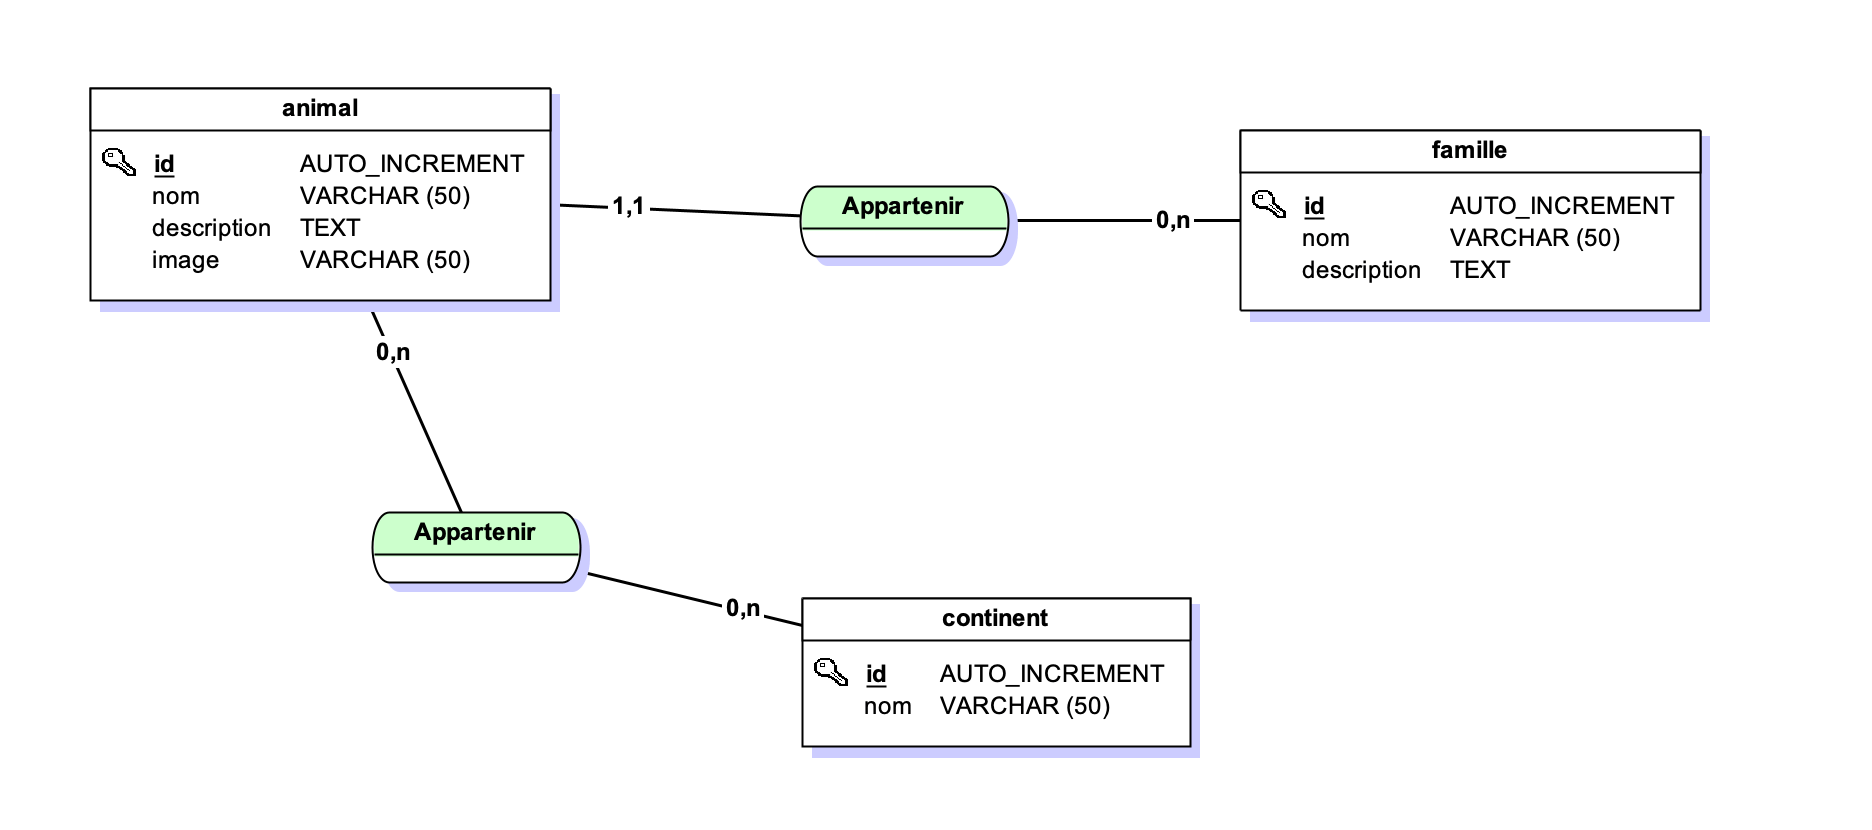 animal
id AUTO_INCREMENT
nom VARCHAR (50)
description TEXT
image VARCHAR (50)
1,1
Appartenir
0,n
famille
id AUTO_INCREMENT
nom VARCHAR (50)
description TEXT
0,n
Appartenir
0,n
continent
id AUTO_INCREMENT
nom VARCHAR (50)